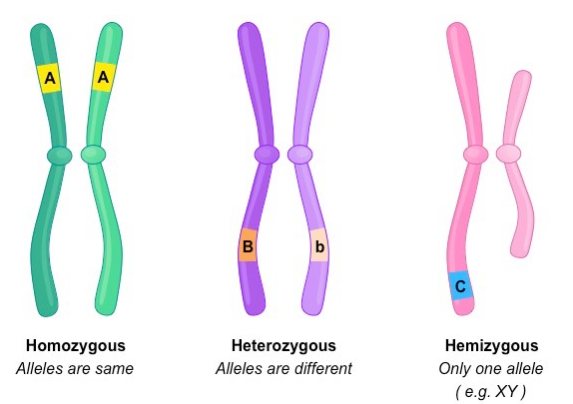 A A
B b
C
Homozygous
Alleles are same
Heterozygous
Alleles are different
Hemizygous
Only one allele
( e.g. XY )